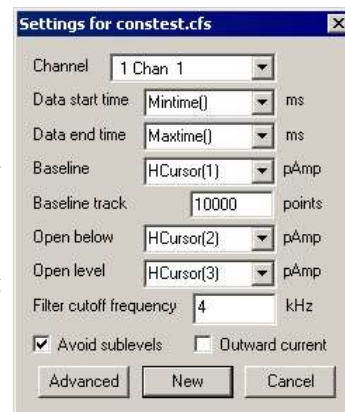 Settings for constest.cfs
Channel 1 Chan 1
Data start time Mintime() ms
Data end time Maxtime() ms
Baseline HCursor(1) pAmp
Baseline track 10000 points
Open below HCursor(2) pAmp
Open level HCursor(3) pAmp
Filter cutoff frequency 4 kHz
Avoid sublevels Outward current
Advanced New Cancel